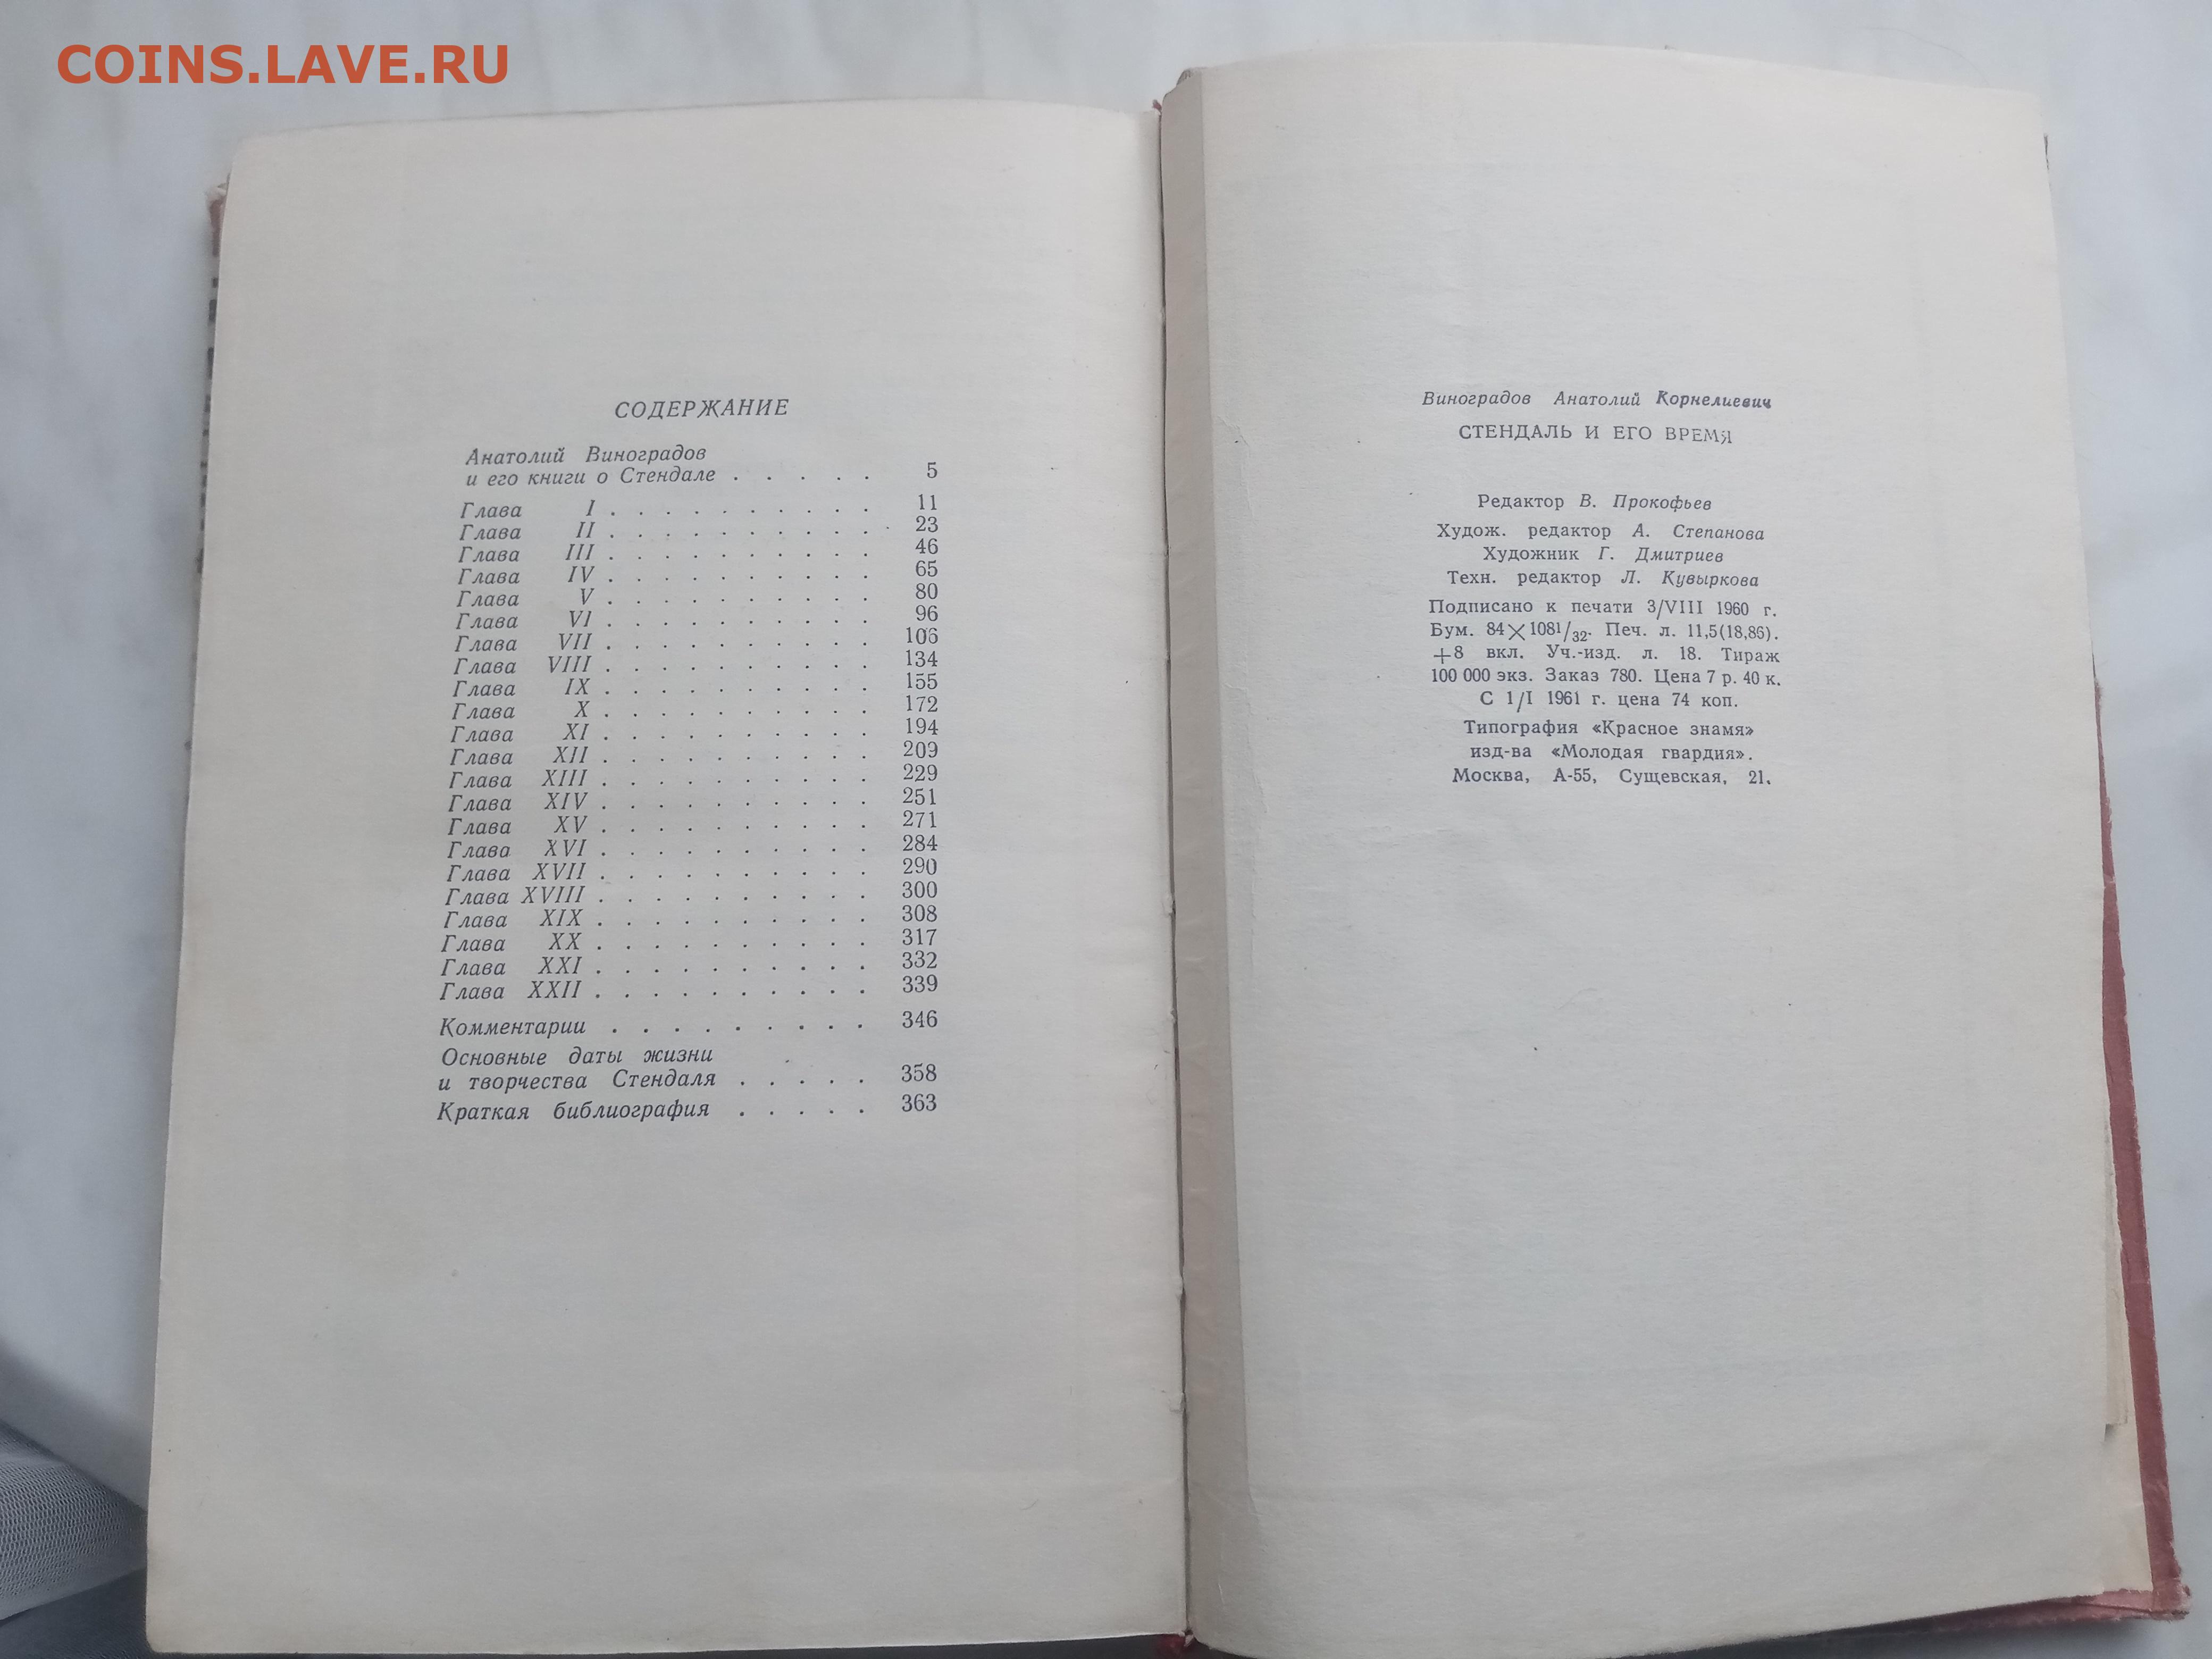 COINS.LAVE.RU
СОДЕРЖАНИЕ
Анатолий Виноградов
и его книги о Стендале . . . . . 5
Глава I . . . . . . . . . . 11
Глава II . . . . . . . . . . 23
Глава III . . . . . . . . . . 46
Глава IV . . . . . . . . . . 65
Глава V . . . . . . . . . . 80
Глава VI . . . . . . . . . . 96
Глава VII . . . . . . . . . . 106
Глава VIII . . . . . . . . . . 134
Глава IX . . . . . . . . . . 155
Глава X . . . . . . . . . . 172
Глава XI . . . . . . . . . . 194
Глава XII . . . . . . . . . . 209
Глава XIII . . . . . . . . . . 229
Глава XIV . . . . . . . . . . 251
Глава XV . . . . . . . . . . 271
Глава XVI . . . . . . . . . . 284
Глава XVII . . . . . . . . . . 290
Глава XVIII . . . . . . . . . . 300
Глава XIX . . . . . . . . . . 308
Глава XX . . . . . . . . . . 317
Глава XXI . . . . . . . . . . 332
Глава XXII . . . . . . . . . . 339
Комментарии . . . . . . . . . 346
Основные даты жизни
и творчества Стендаля . . . . . 358
Краткая библиография . . . . . 363
Виноградов Анатолий Корнелиевич
СТЕНДАЛЬ И ЕГО ВРЕМЯ
Редактор В. Прокофьев
Худож. редактор А. Степанова
Художник Г. Дмитриев
Техн. редактор Л. Кувыркова
Подписано к печати 3/VIII 1960 г.
Бум. 84×1081/32. Печ. л. 11,5(18,86).
+8 вкл. Уч.-изд. л. 18. Тираж
100 000 экз. Заказ 780. Цена 7 р. 40 к.
С 1/I 1961 г. цена 74 коп.
Типография «Красное знамя»
изд-ва «Молодая гвардия».
Москва, А-55, Сущевская, 21.